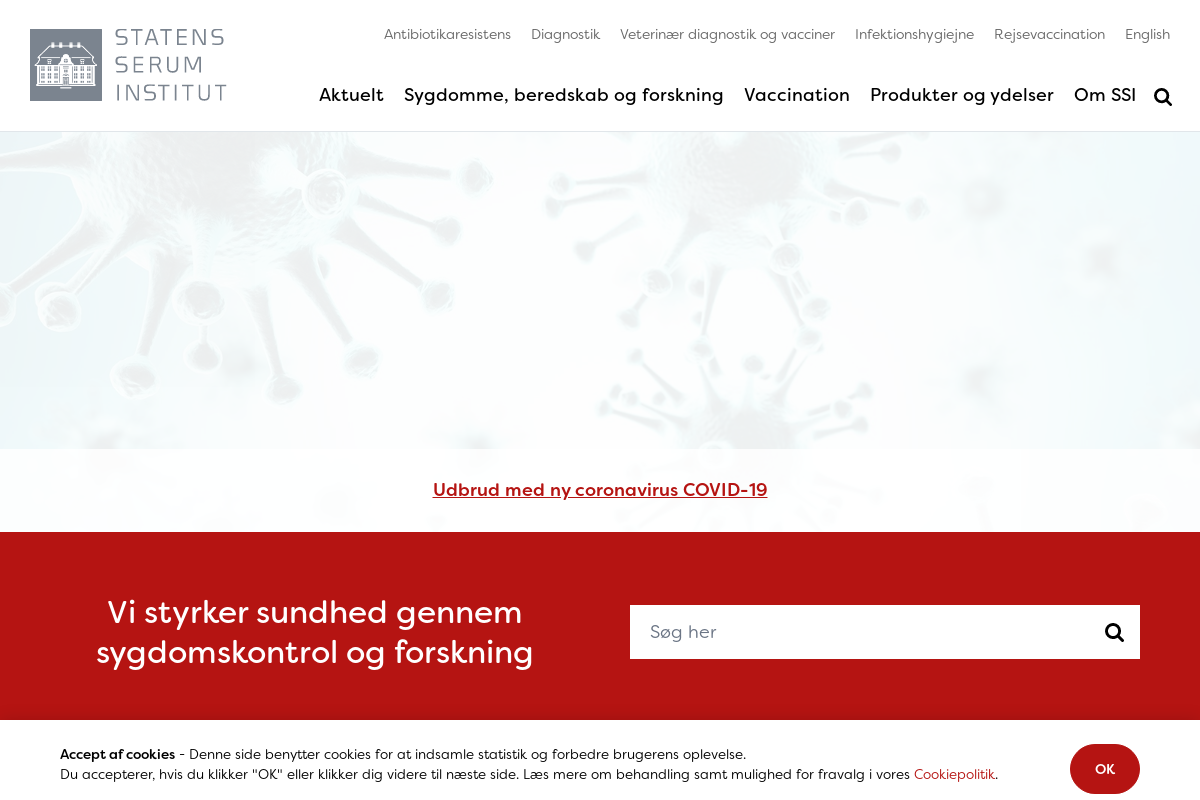 STATENS
SERUM
INSTITUT
Antibiotikaresistens Diagnostik Veterinær diagnostik og vacciner Infektionshygiejne Rejsevaccination English
Aktuelt Sygdomme, beredskab og forskning Vaccination Produkter og ydelser Om SSI
Udbrud med ny coronavirus COVID-19
Vi styrker sundhed gennem
sygdomskontrol og forskning
Søg her
Accept af cookies - Denne side benytter cookies for at indsamle statistik og forbedre brugerens oplevelse.
Du accepterer, hvis du klikker "OK" eller klikker dig videre til næste side. Læs mere om behandling samt mulighed for fravalg i vores Cookiepolitik.
OK